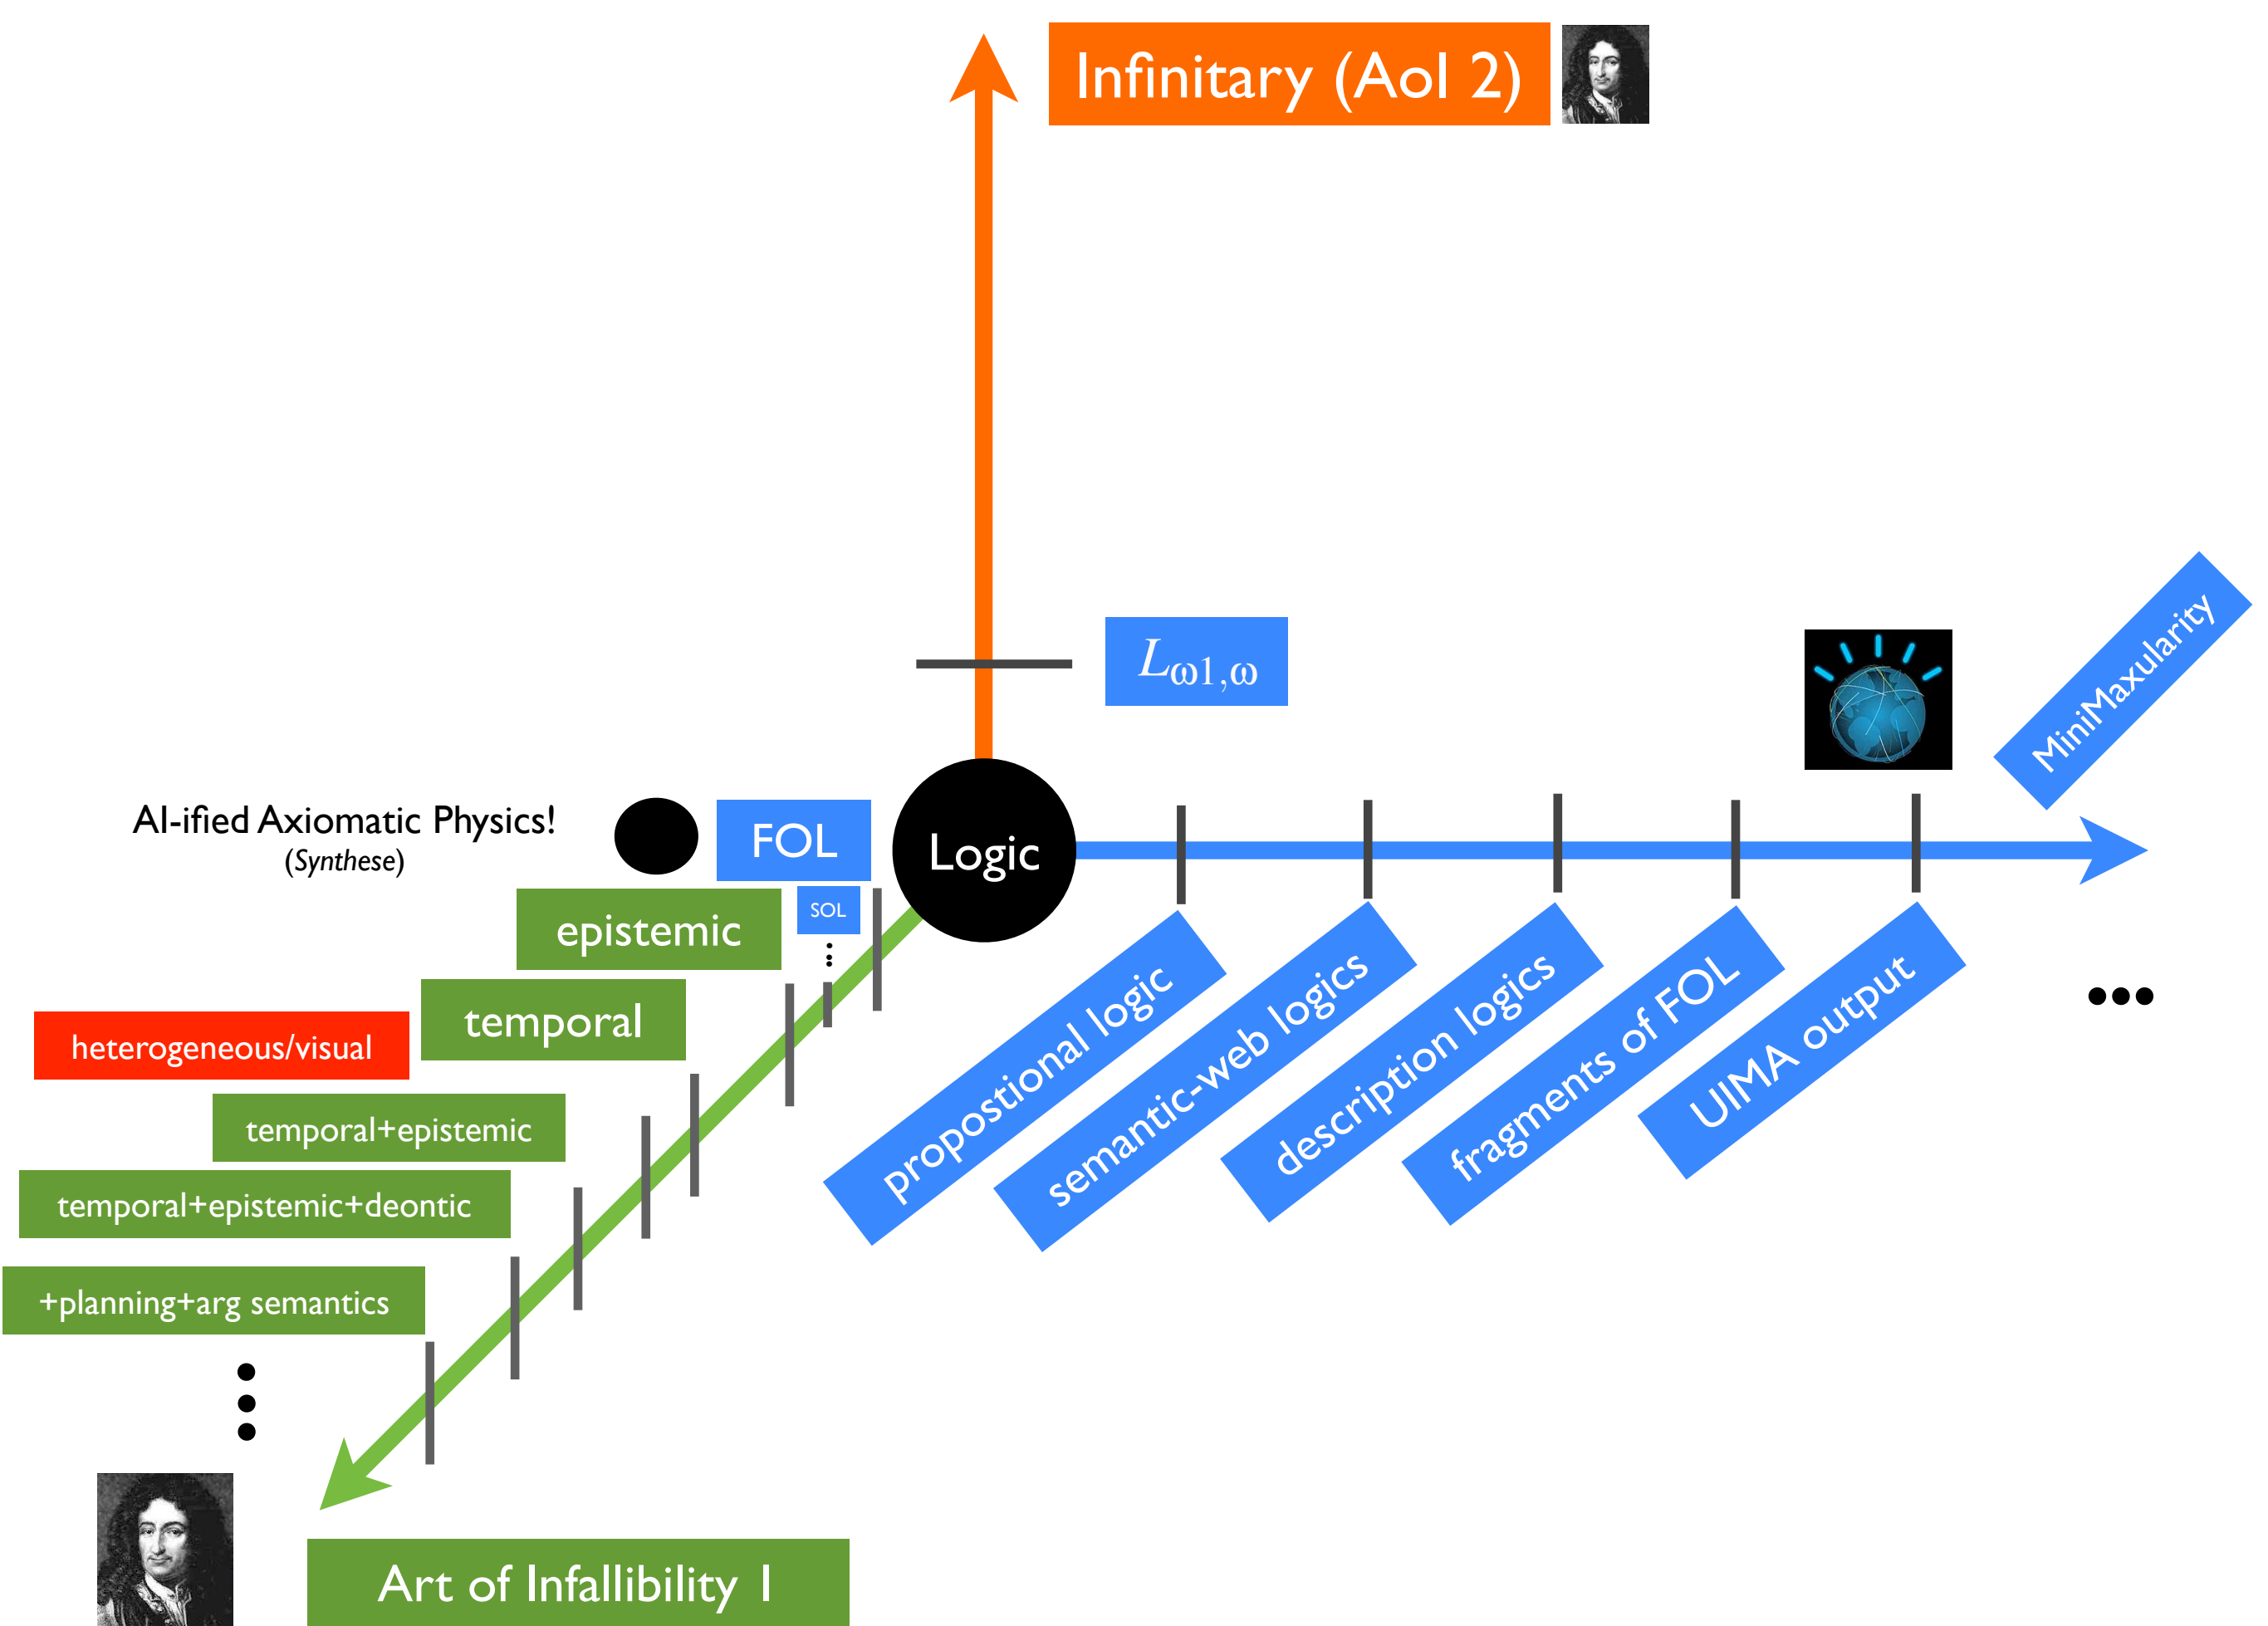 Infinitary (AoI 2)
Lω1,ω
MiniMaxularity
AI-ified Axiomatic Physics!
(Synthese)
FOL
Logic
SOL
epistemic
temporal
heterogeneous/visual
temporal+epistemic
temporal+epistemic+deontic
+planning+arg semantics
propostional logic
semantic-web logics
description logics
fragments of FOL
UIMA output
Art of Infallibility 1